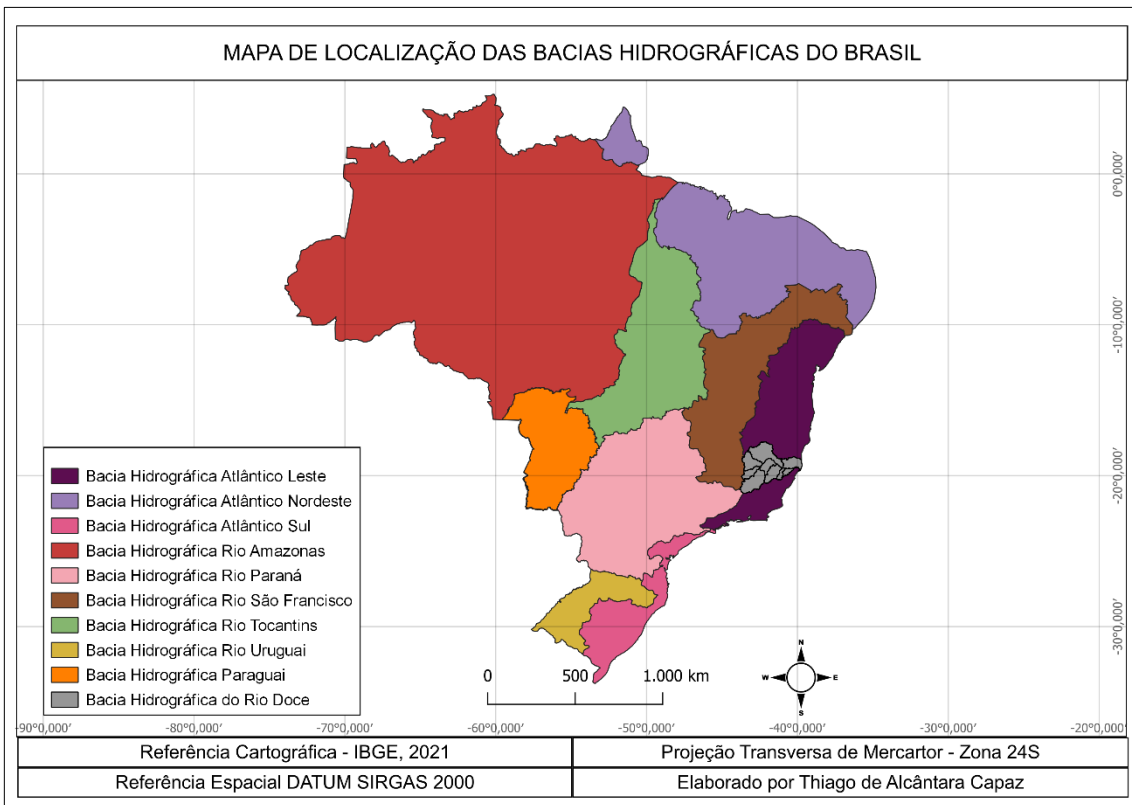 MAPA DE LOCALIZAÇÃO DAS BACIAS HIDROGRÁFICAS DO BRASIL
0°0,000'
-10°0,000'
-20°0,000'
-30°0,000'
Bacia Hidrográfica Atlântico Leste
Bacia Hidrográfica Atlântico Nordeste
Bacia Hidrográfica Atlântico Sul
Bacia Hidrográfica Rio Amazonas
Bacia Hidrográfica Rio Paraná
Bacia Hidrográfica Rio São Francisco
Bacia Hidrográfica Rio Tocantins
Bacia Hidrográfica Rio Uruguai
Bacia Hidrográfica Paraguai
Bacia Hidrográfica do Rio Doce
0 500 1.000 km
N
W E
S
-90°0,000' -80°0,000' -70°0,000' -60°0,000' -50°0,000' -40°0,000' -30°0,000' -20°0,000'
Referência Cartográfica - IBGE, 2021
Projeção Transversa de Mercartor - Zona 24S
Referência Espacial DATUM SIRGAS 2000
Elaborado por Thiago de Alcântara Capaz